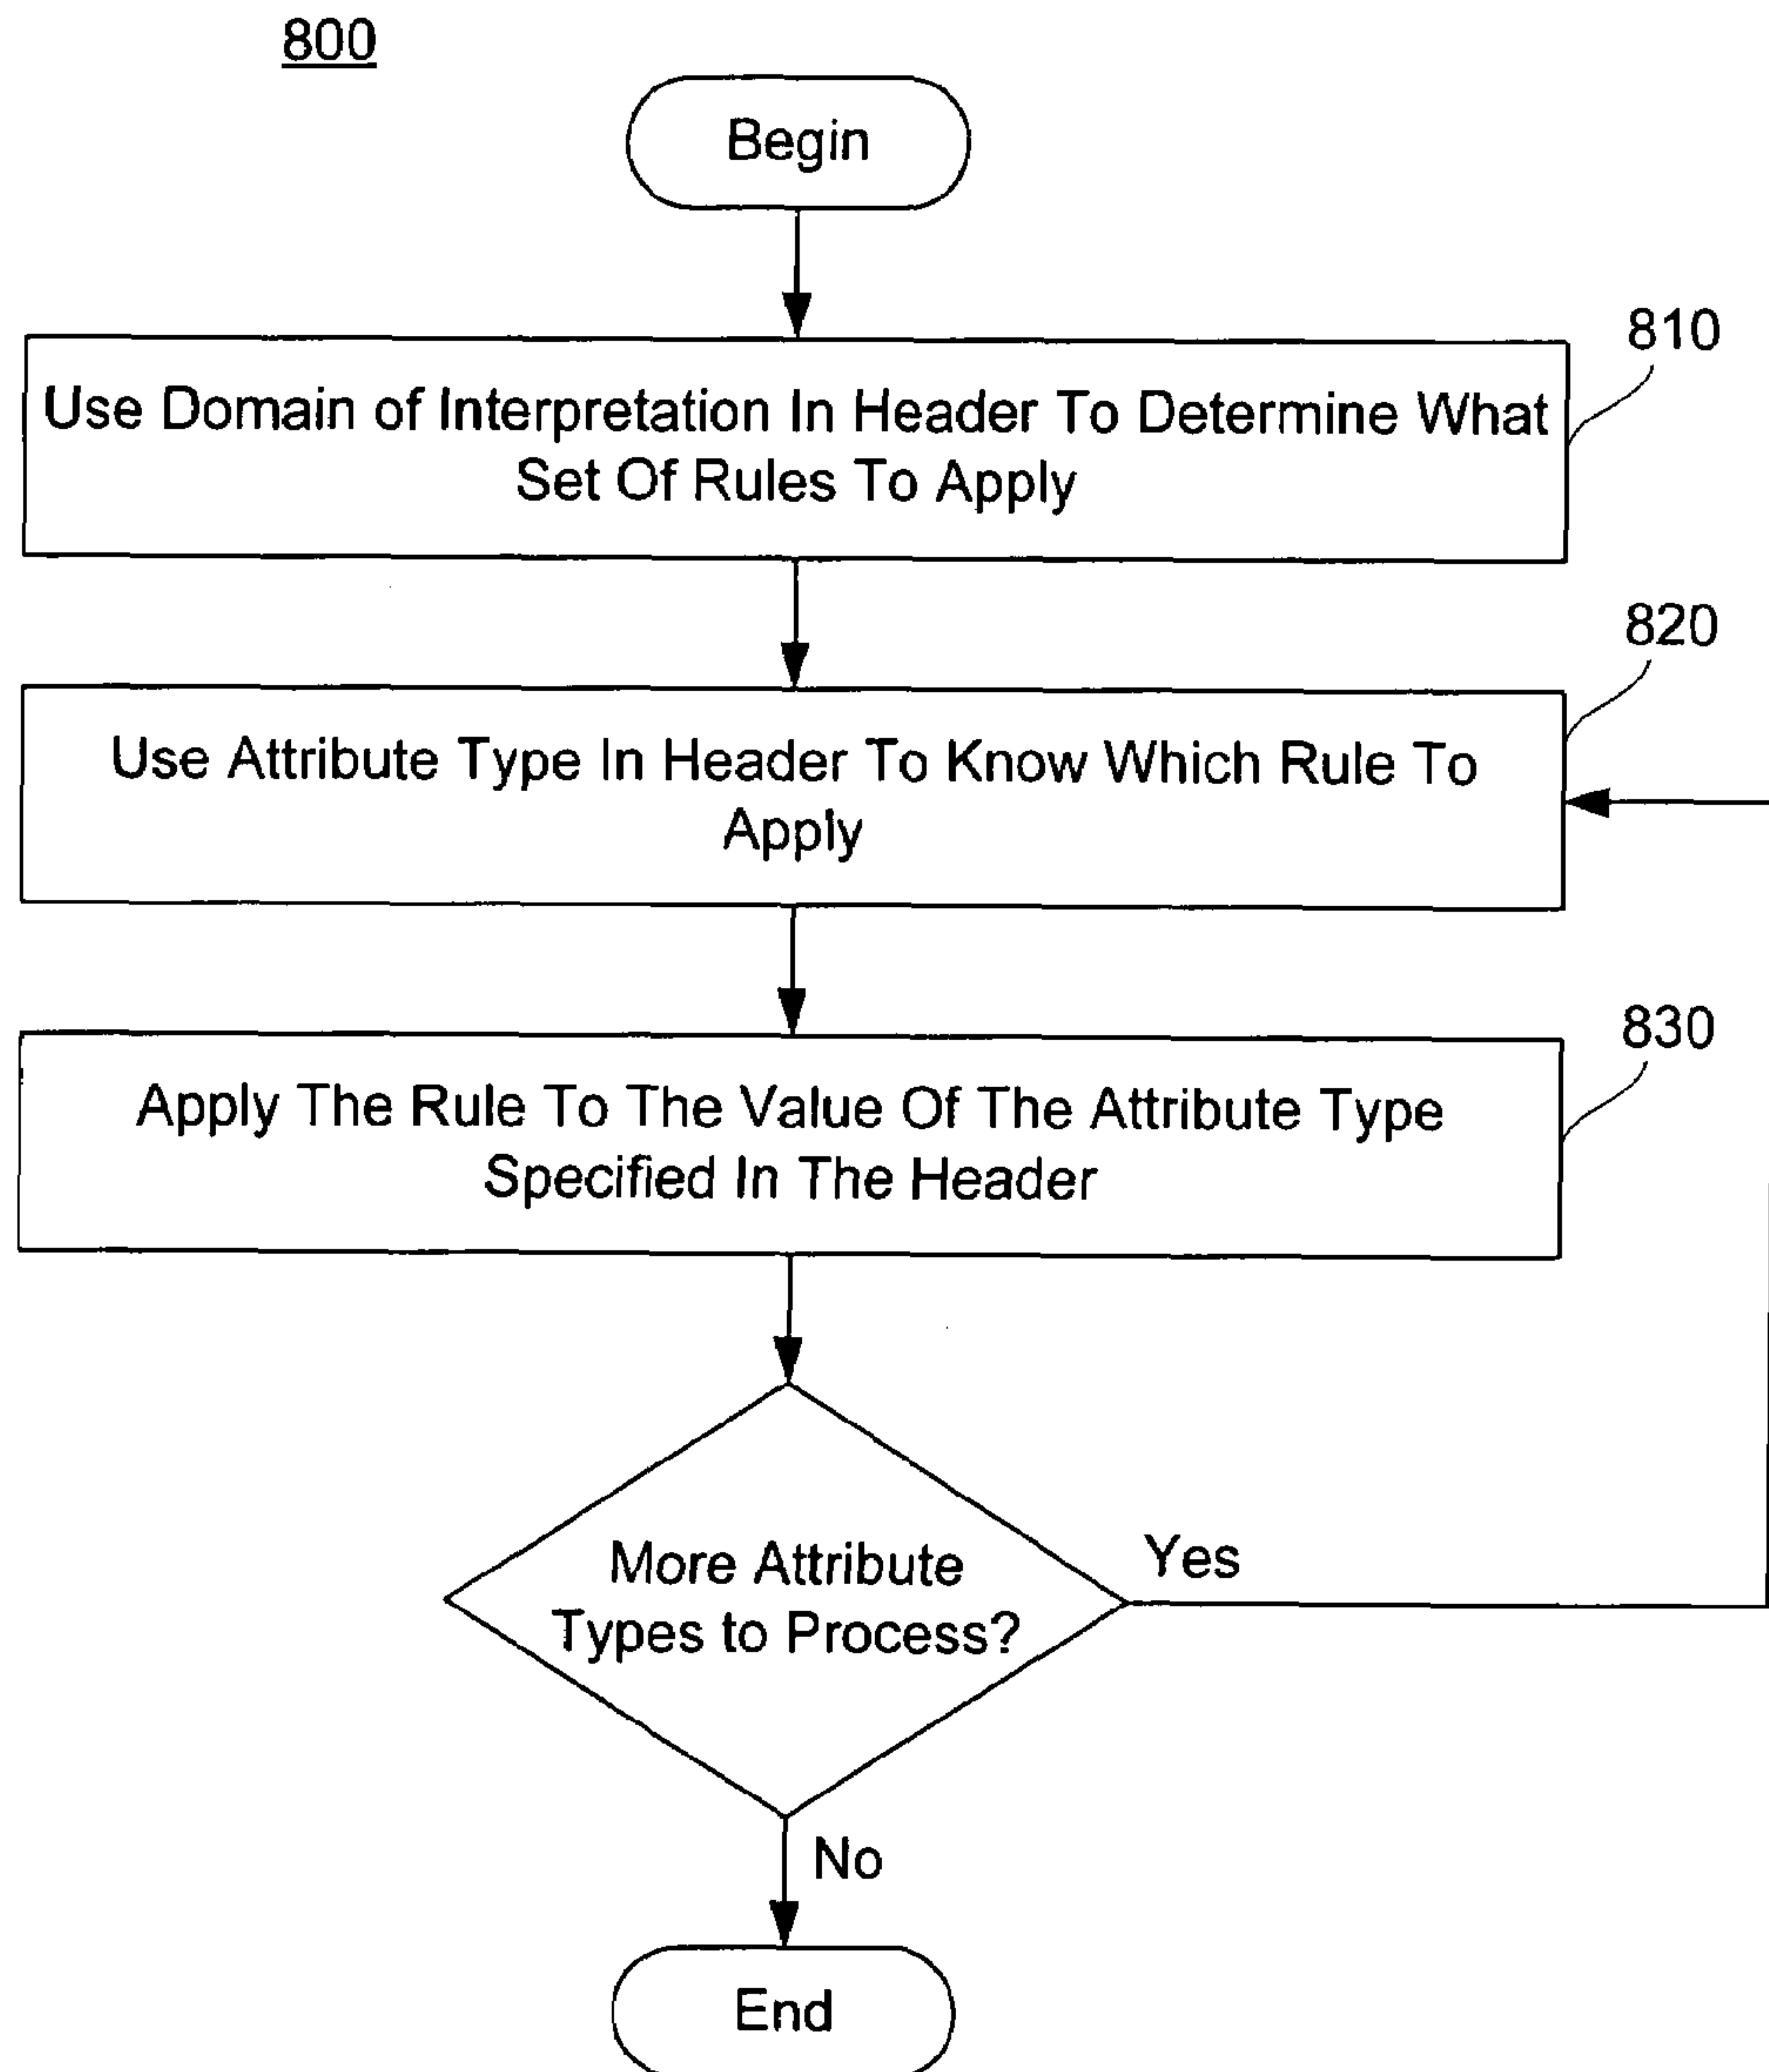 800
Begin
810
Use Domain of Interpretation In Header To Determine What
Set Of Rules To Apply
820
Use Attribute Type In Header To Know Which Rule To
Apply
830
Apply The Rule To The Value Of The Attribute Type
Specified In The Header
More Attribute
Types to Process?
Yes
No
End